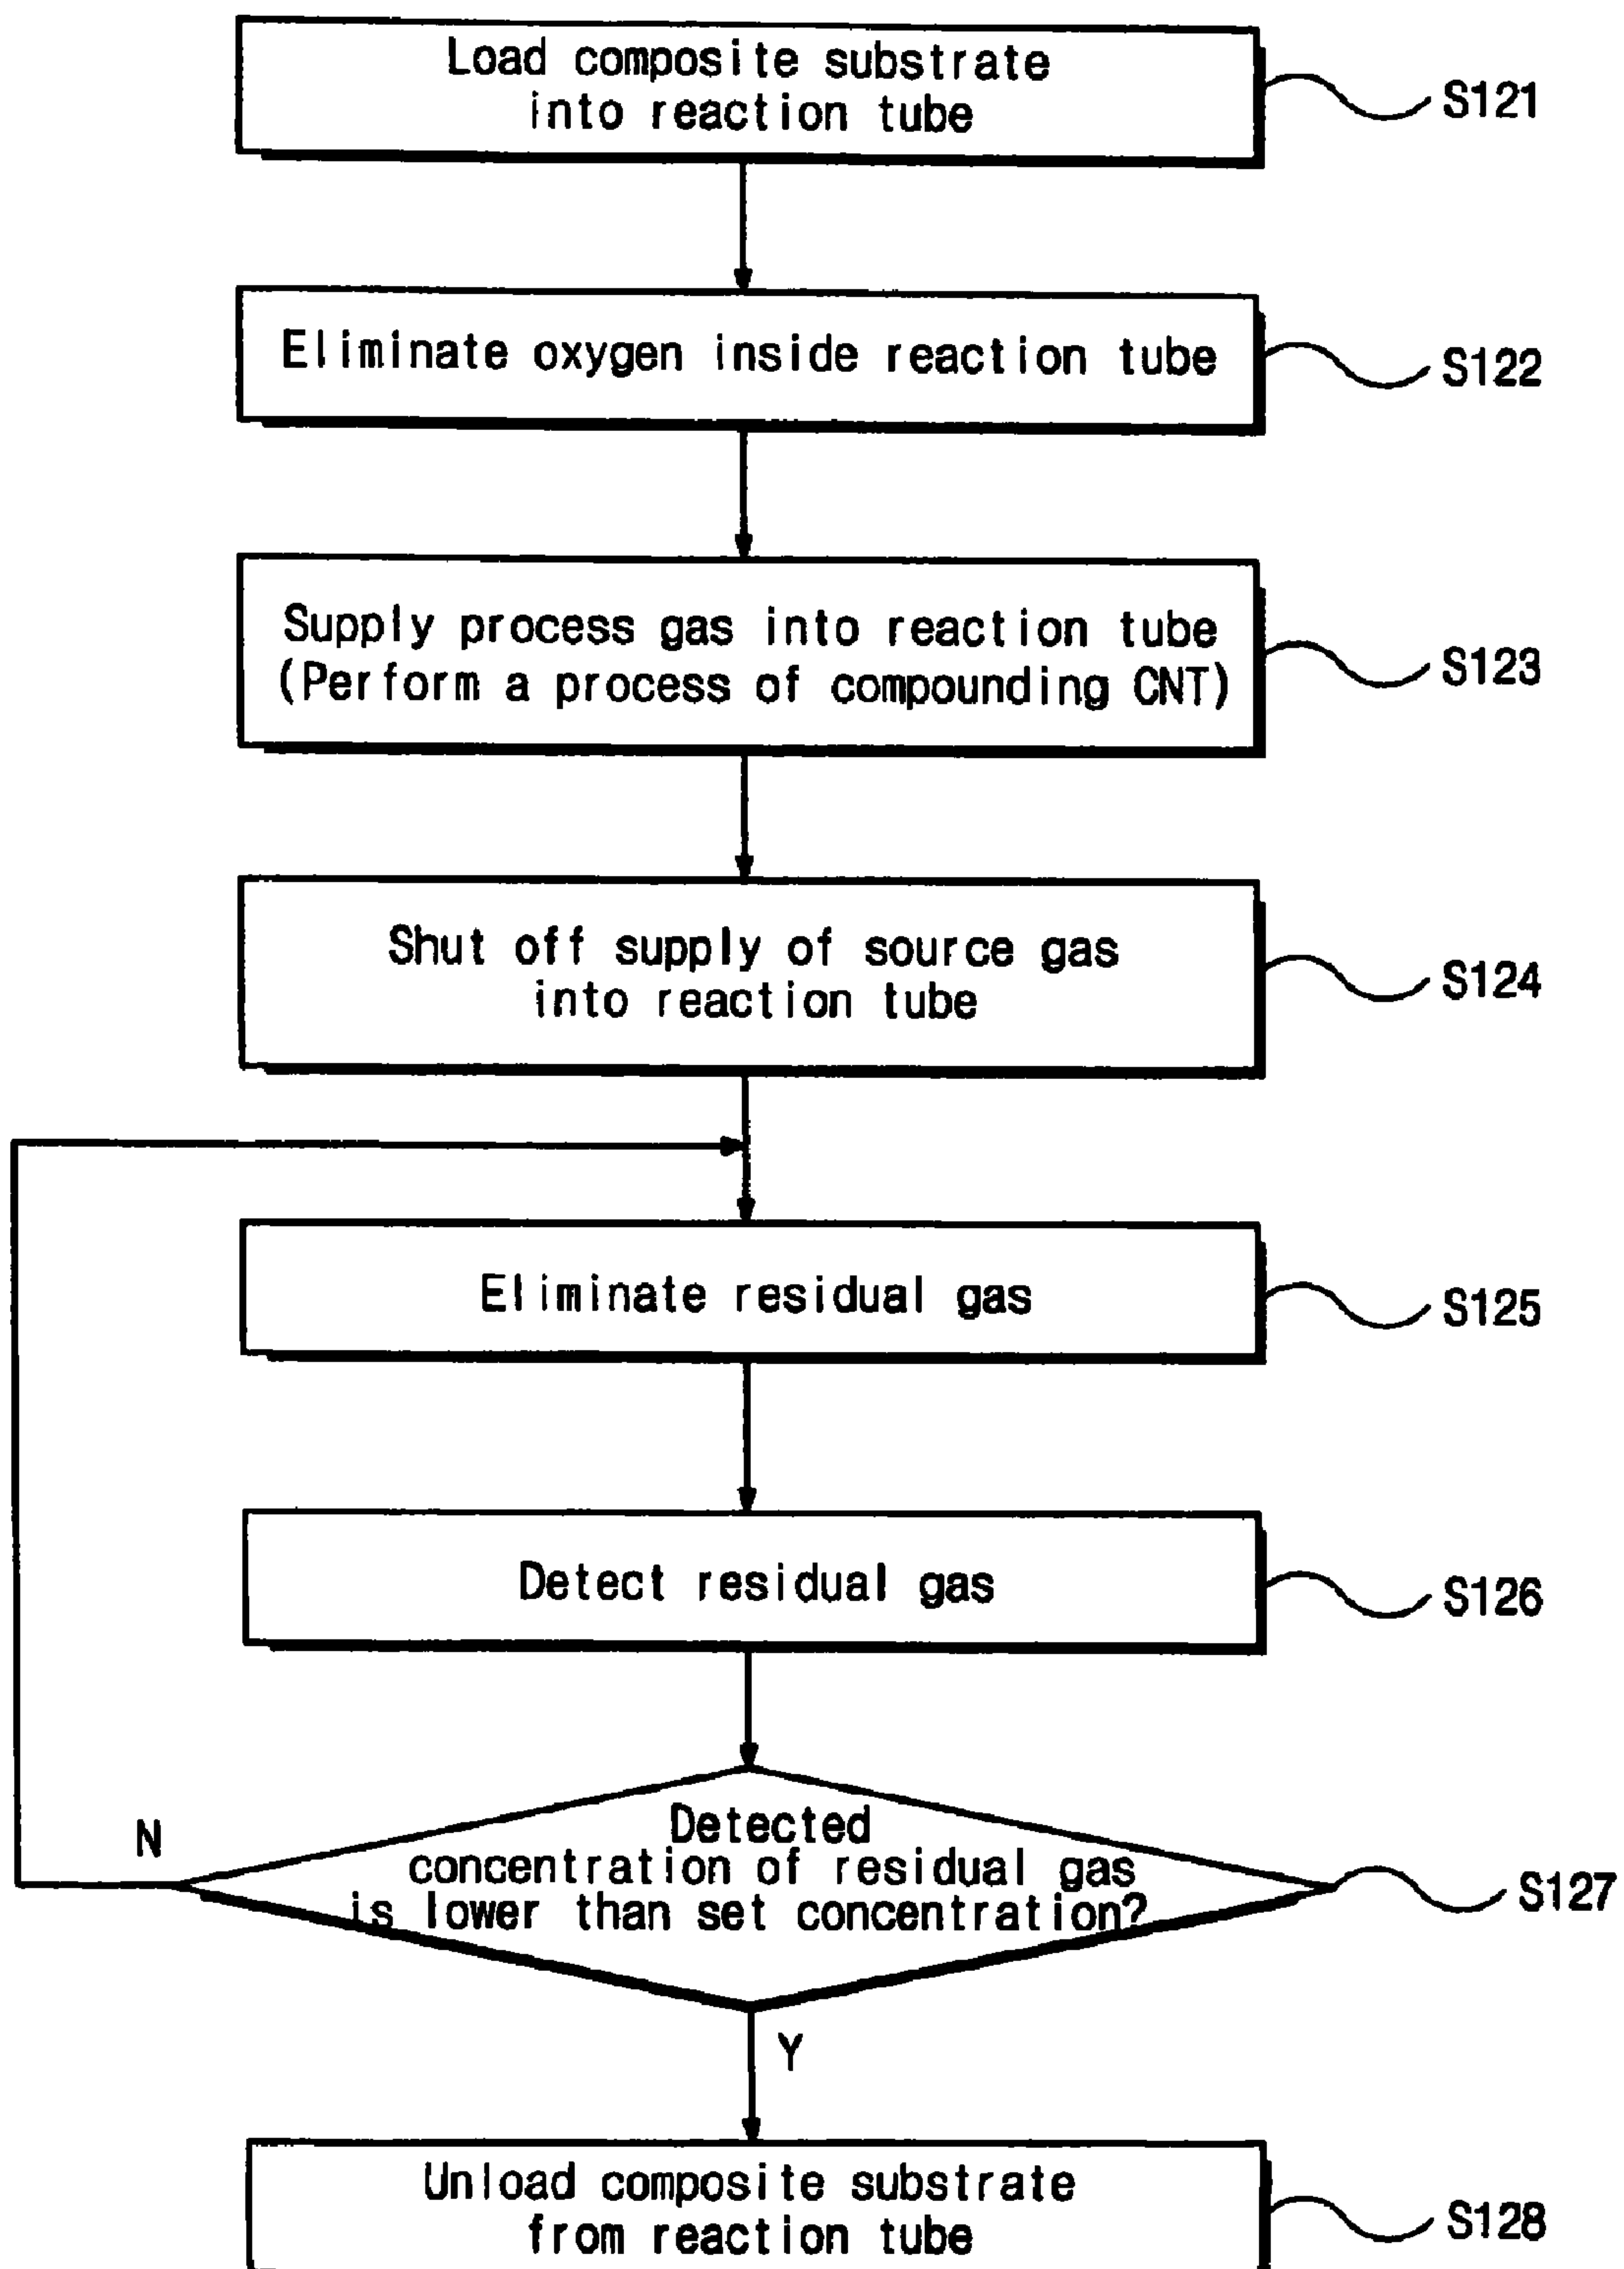 Load composite substrate
into reaction tube
S121
Eliminate oxygen inside reaction tube
S122
Supply process gas into reaction tube
(Perform a process of compounding CNT)
S123
Shut off supply of source gas
into reaction tube
S124
Eliminate residual gas
S125
Detect residual gas
S126
N
Detected
concentration of residual gas
is lower than set concentration?
S127
Y
Unload composite substrate
from reaction tube
S128